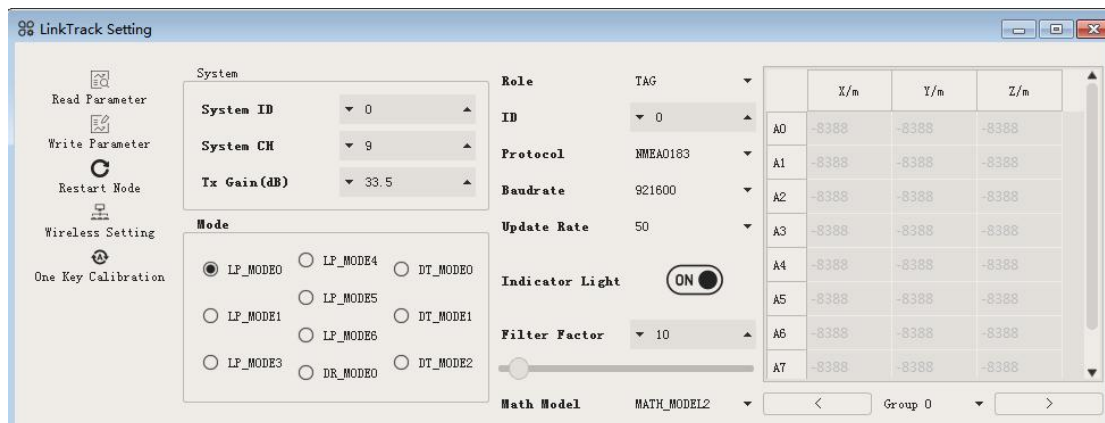 LinkTrack Setting
Read Parameter
Write Parameter
Restart Node
Wireless Setting
One Key Calibration
System
System ID 0
System CH 9
Tx Gain(dB) 33.5
Mode
LP_MODE0 LP_MODE4 DT_MODE0
LP_MODE5
LP_MODE1 DT_MODE1
LP_MODE6
LP_MODE3 DR_MODE0 DT_MODE2
Role TAG
ID 0
Protocol NMEA0183
Baudrate 921600
Update Rate 50
Indicator Light ON
Filter Factor 10
Math Model MATH_MODEL2
X/m Y/m Z/m
A0 -8388 -8388 -8388
A1 -8388 -8388 -8388
A2 -8388 -8388 -8388
A3 -8388 -8388 -8388
A4 -8388 -8388 -8388
A5 -8388 -8388 -8388
A6 -8388 -8388 -8388
A7 -8388 -8388 -8388
< Group 0 >